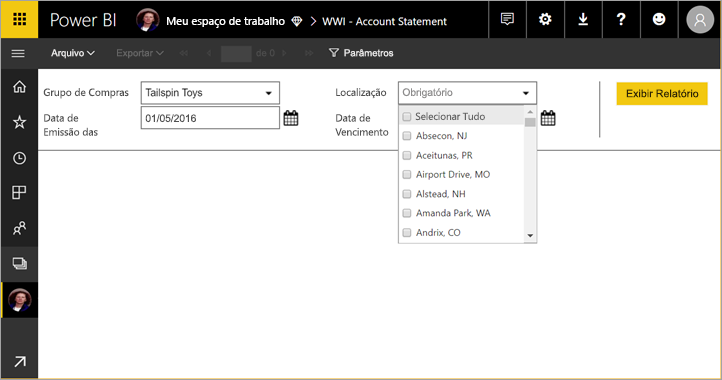 Power BI
Meu espaço de trabalho > WWI - Account Statement
Arquivo Exportar de 0 Parâmetros
Grupo de Compras Tailspin Toys Localização Obrigatório Exibir Relatório
Data de Emissão das 01/05/2016 Data de Vencimento
Selecionar Tudo
Absecon, NJ
Aceitunas, PR
Airport Drive, MO
Alstead, NH
Amanda Park, WA
Andrix, CO